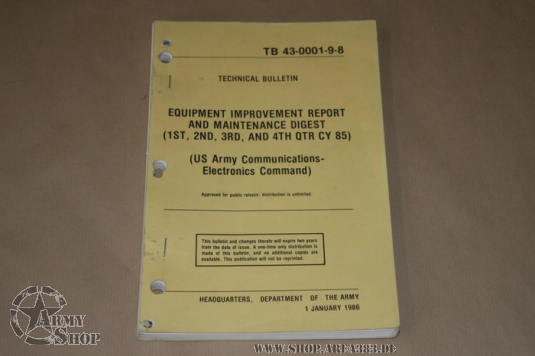 TB 43-0001-9-8
TECHNICAL BULLETIN
EQUIPMENT IMPROVEMENT REPORT
AND MAINTENANCE DIGEST
(1ST, 2ND, 3RD, AND 4TH QTR CY 85)
(US Army Communications-
Electronics Command)
Approved for public release: distribution is unlimited.
This bulletin and changes thereto will expire two years
from the date of issue. A one-time only distribution is
made of this bulletin, and no additional copies are
available. This publication will not be reprinted.
HEADQUARTERS, DEPARTMENT OF THE ARMY
1 JANUARY 1986
ARMY
SHOP
WWW.SHOP.AREA312.DE